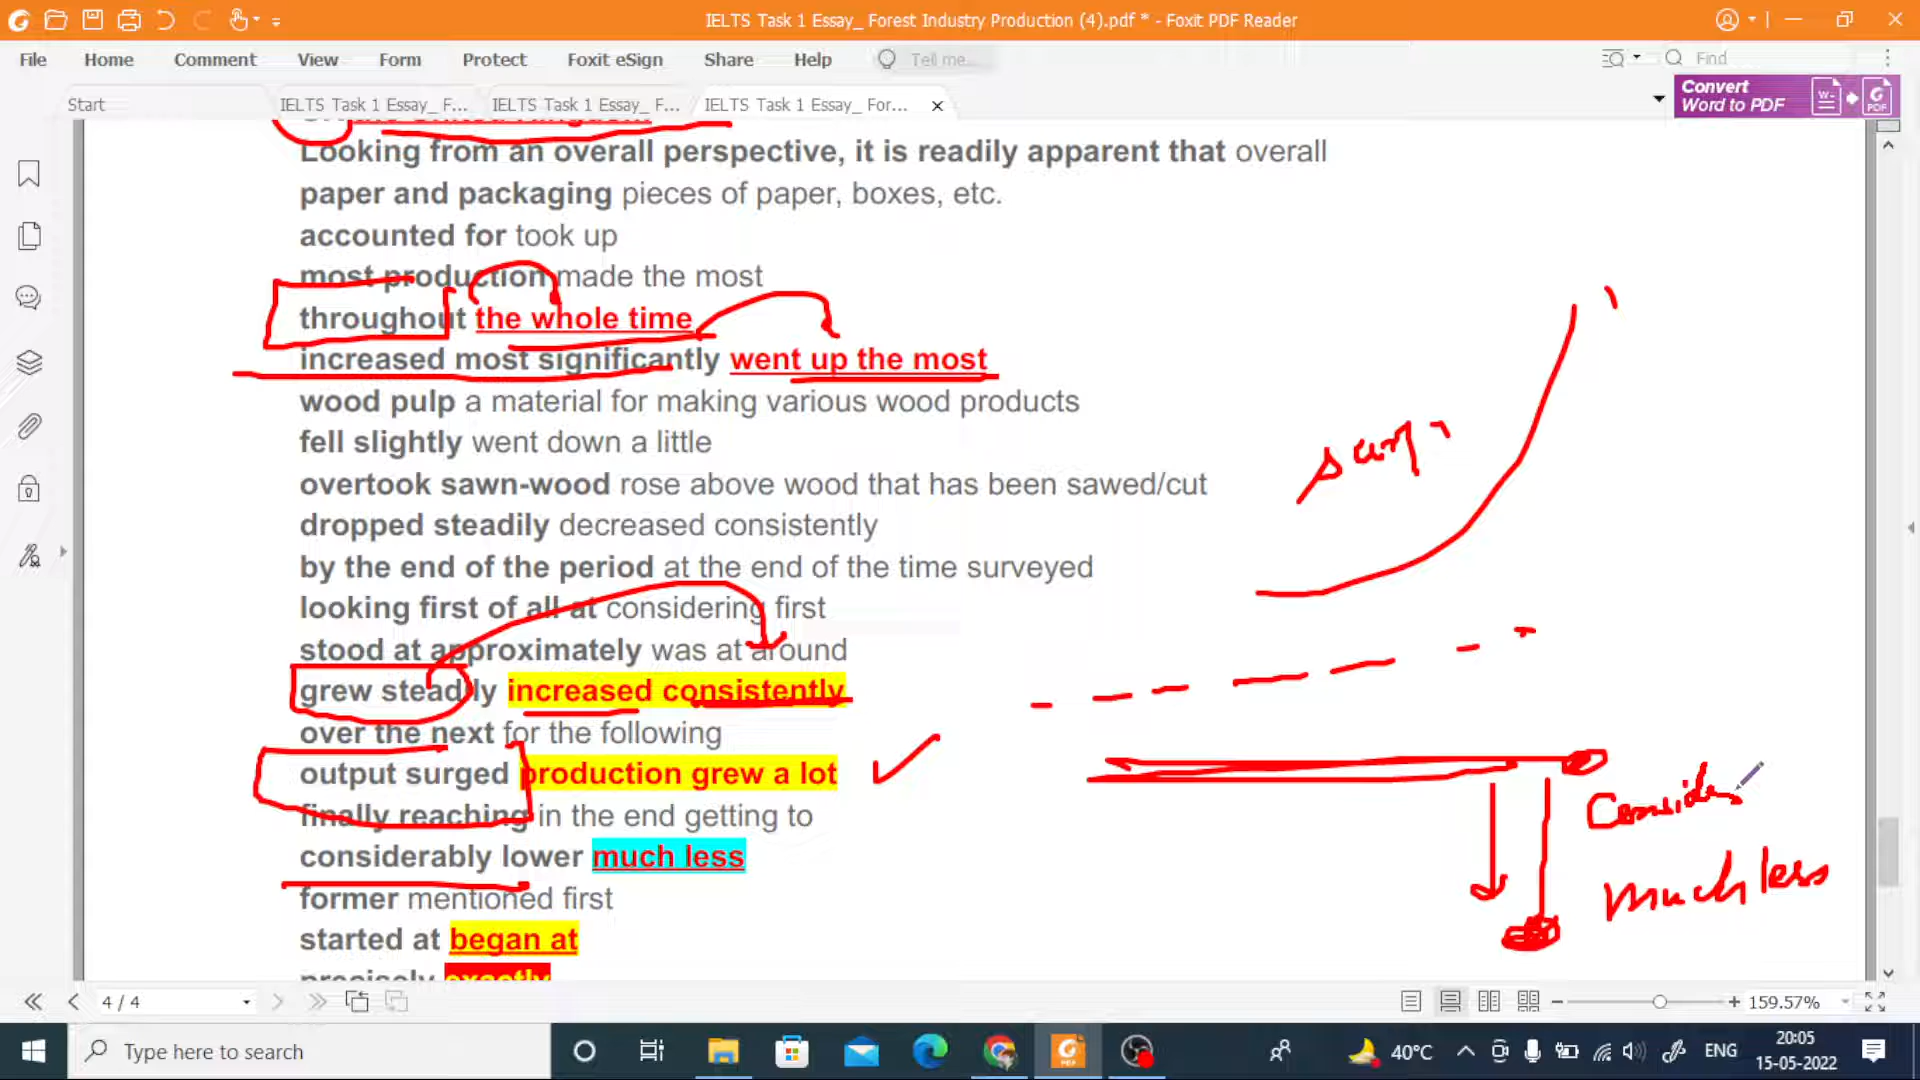 IELTS Task 1 Essay_ Forest Industry Production (4).pdf * - Foxit PDF Reader
File Home Comment View Form Protect Foxit eSign Share Help Tell me... Find
Start IELTS Task 1 Essay_ F... IELTS Task 1 Essay_ F... IELTS Task 1 Essay_ For...
Convert
Word to PDF
Looking from an overall perspective, it is readily apparent that overall
paper and packaging pieces of paper, boxes, etc.
accounted for took up
most production made the most
throughout the whole time
increased most significantly went up the most
wood pulp a material for making various wood products
fell slightly went down a little
overtook sawn-wood rose above wood that has been sawed/cut
dropped steadily decreased consistently
by the end of the period at the end of the time surveyed
looking first of all at considering first
stood at approximately was at around
grew steadily increased consistently
over the next for the following
output surged production grew a lot
finally reaching in the end getting to
considerably lower much less
former mentioned first
started at began at
precisely exactly
much less
4 / 4
159.57%
Type here to search
40°C
ENG
20:05
15-05-2022